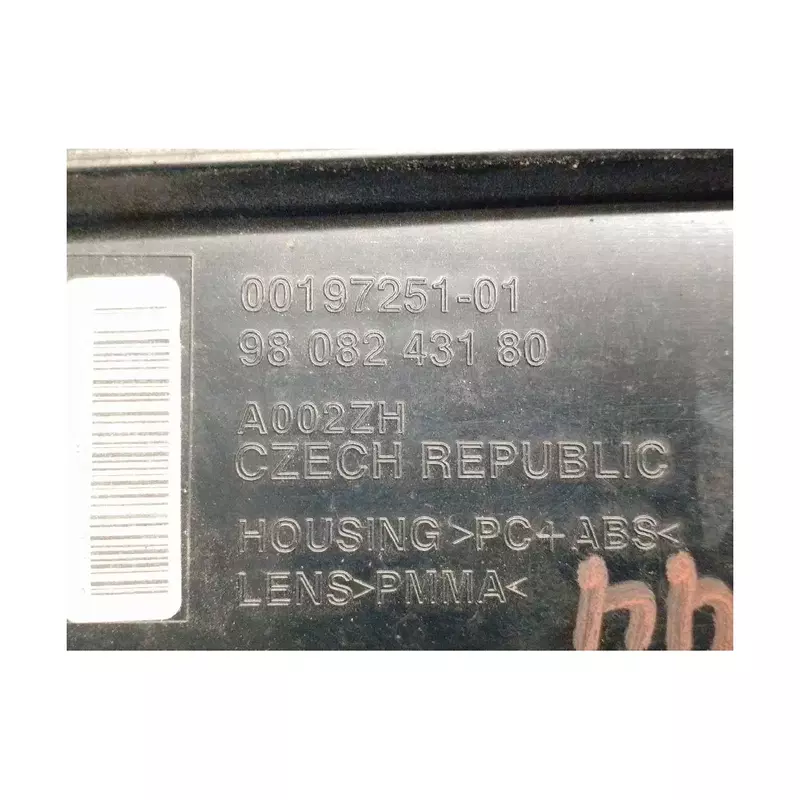 00197251-01
98 082 431 80
A002ZH
CZECH REPUBLIC
HOUSING >PC+ABS<
LENS>PMMA<